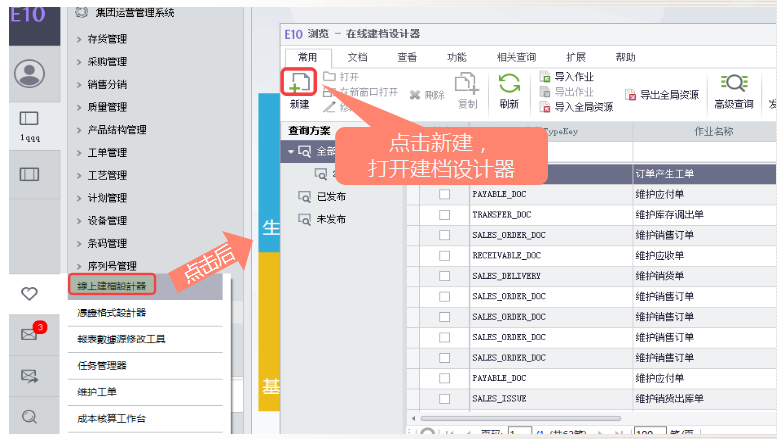 E10
集团运营管理系统
存货管理
采购管理
销售分销
质量管理
产品结构管理
工单管理
工艺管理
计划管理
设备管理
条码管理
序列号管理
1qqq
線上建檔設計器
憑證格式設計器
報表數據源修改工具
任务管理器
维护工单
成本核算工作台
3
点击后
生
基
E10 浏览 - 在线建档设计器
常用 文档 查看 功能 相关查询 扩展 帮助
新建
打开
在新窗口打开
删除
复制
刷新
导入作业
导出作业
导入全局资源
导出全局资源
高级查询
点击新建，
打开建档设计器
查询方案
全部
已发布
未发布
TypeKey 作业名称
订单产生工单
PAYABLE_DOC 维护应付单
TRANSFER_DOC 维护库存调出单
SALES_ORDER_DOC 维护销售订单
RECEIVABLE_DOC 维护应收单
SALES_DELIVERY 维护销货单
SALES_ORDER_DOC 维护销售订单
SALES_ORDER_DOC 维护销售订单
SALES_ORDER_DOC 维护销售订单
SALES_ORDER_DOC 维护销售订单
PAYABLE_DOC 维护应付单
SALES_ISSUE 维护销货出库单